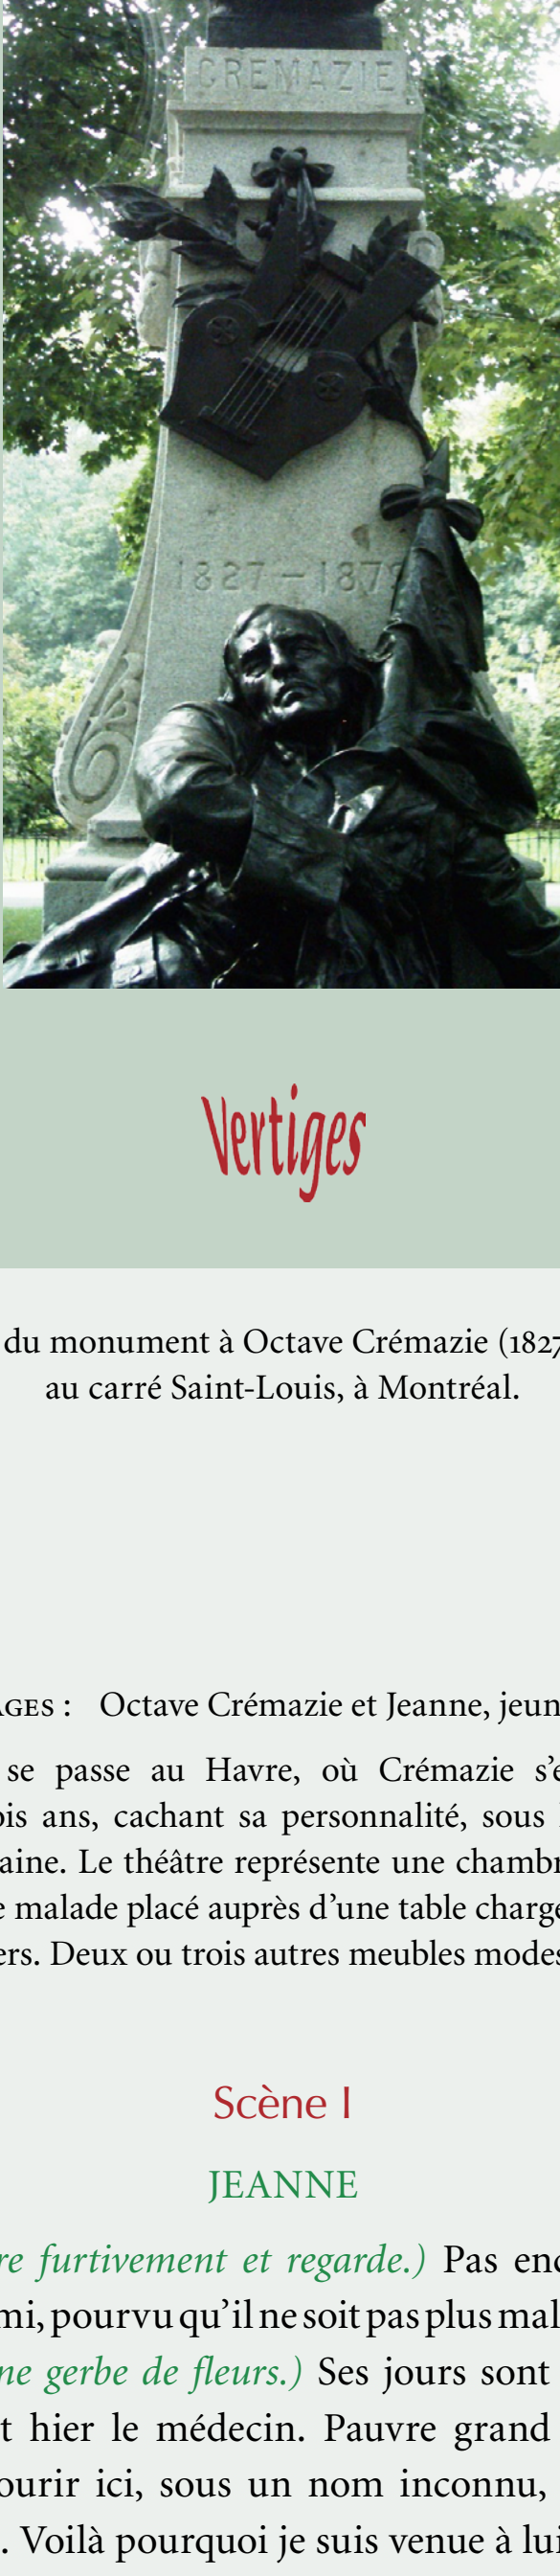 CREMAZIE
1827 – 1879
Vertiges
du monument à Octave Crémazie (1827
au carré Saint-Louis, à Montréal.
AGES : Octave Crémazie et Jeanne, jeun
se passe au Havre, où Crémazie s’e
ois ans, cachant sa personnalité, sous
aine. Le théâtre représente une chambr
e malade placé auprès d’une table charge
ers. Deux ou trois autres meubles modes
Scène I
JEANNE
re furtivement et regarde.) Pas enc
mi, pourvu qu’il ne soit pas plus mal
ne gerbe de fleurs.) Ses jours sont
t hier le médecin. Pauvre grand
ourir ici, sous un nom inconnu,
. Voilà pourquoi je suis venue à lui